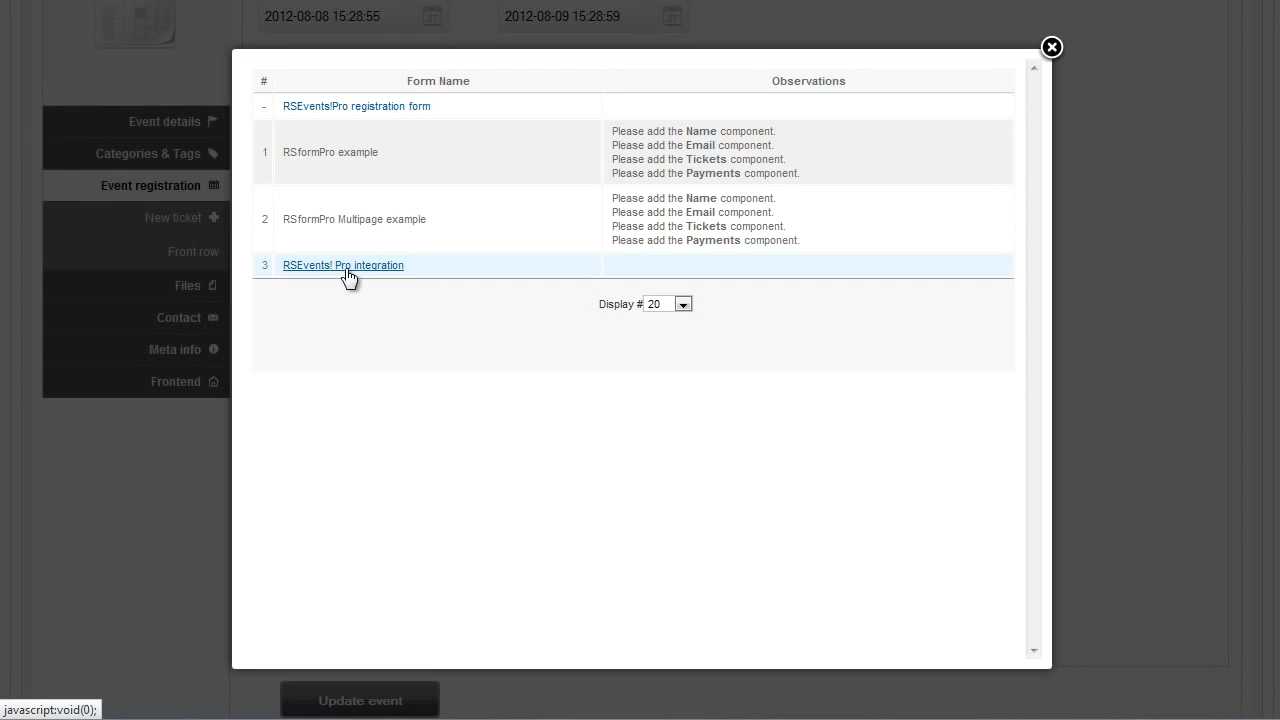 2012-08-08 15:28:55
2012-08-09 15:28:59
Event details
Categories & Tags
Event registration
New ticket
Front row
Files
Contact
Meta info
Frontend
# Form Name Observations
- RSEvents!Pro registration form
1 RSformPro example
Please add the Name component.
Please add the Email component.
Please add the Tickets component.
Please add the Payments component.
2 RSformPro Multipage example
Please add the Name component.
Please add the Email component.
Please add the Tickets component.
Please add the Payments component.
3 RSEvents! Pro integration
Display # 20
Update event
javascript:void(0);